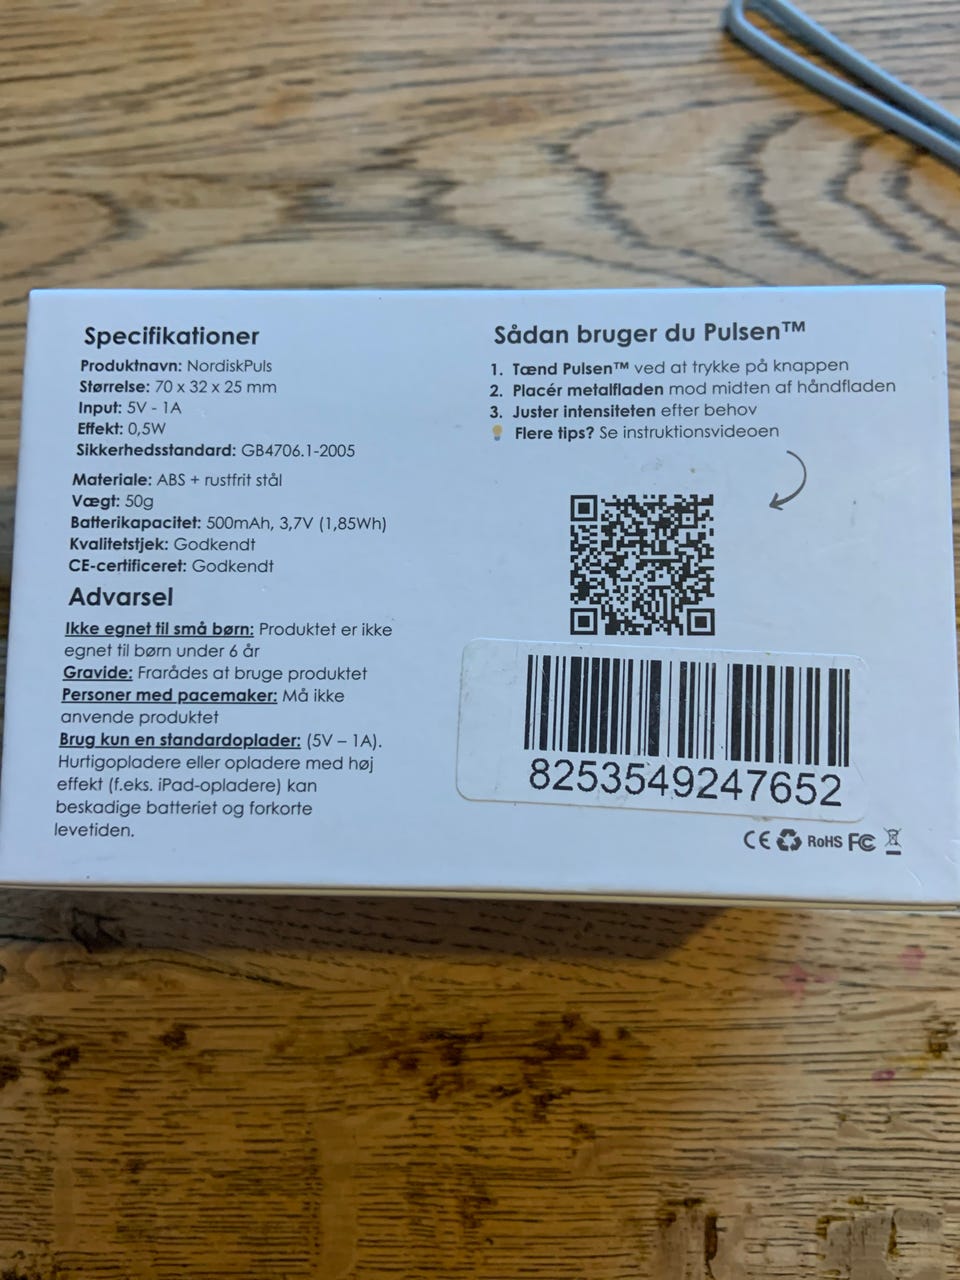 Specifikationer
Produktnavn: NordiskPuls
Størrelse: 70 x 32 x 25 mm
Input: 5V - 1A
Effekt: 0,5W
Sikkerhedsstandard: GB4706.1-2005
Materiale: ABS + rustfrit stål
Vægt: 50g
Batterikapacitet: 500mAh, 3,7V (1,85Wh)
Kvalitetstjek: Godkendt
CE-certificeret: Godkendt
Advarsel
Ikke egnet til små børn: Produktet er ikke
egnet til børn under 6 år
Gravide: Frarådes at bruge produktet
Personer med pacemaker: Må ikke
anvende produktet
Brug kun en standardoplader: (5V – 1A).
Hurtigopladere eller opladere med høj
effekt (f.eks. iPad-opladere) kan
beskadige batteriet og forkorte
levetiden.
Sådan bruger du Pulsen™
1. Tænd Pulsen™ ved at trykke på knappen
2. Placér metalfladen mod midten af håndfladen
3. Juster intensiteten efter behov
Flere tips? Se instruktionsvideoen
8253549247652
CE RoHS FC